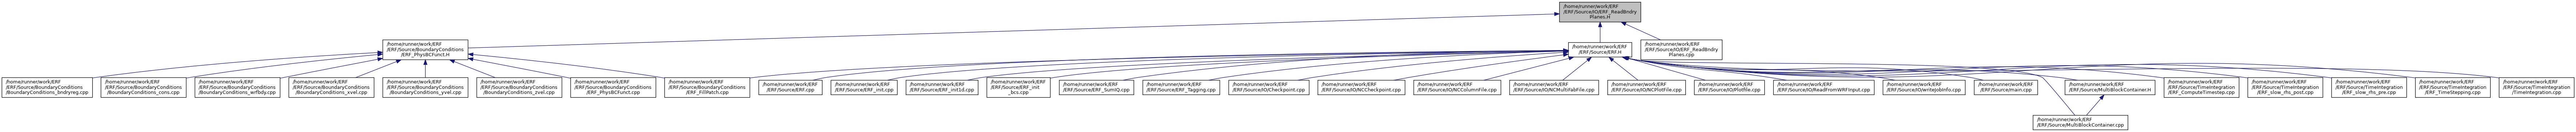 /home/runner/work/ERF
/ERF/Source/IO/ERF_ReadBndry
Planes.H
/home/runner/work/ERF
/ERF/Source/BoundaryConditions
/ERF_PhysBCFunct.H
/home/runner/work/ERF
/ERF/Source/ERF.H
/home/runner/work/ERF
/ERF/Source/IO/ERF_ReadBndry
Planes.cpp
/home/runner/work/ERF
/ERF/Source/BoundaryConditions
/BoundaryConditions_bndryreg.cpp
/home/runner/work/ERF
/ERF/Source/BoundaryConditions
/BoundaryConditions_cons.cpp
/home/runner/work/ERF
/ERF/Source/BoundaryConditions
/BoundaryConditions_wrfbdy.cpp
/home/runner/work/ERF
/ERF/Source/BoundaryConditions
/BoundaryConditions_xvel.cpp
/home/runner/work/ERF
/ERF/Source/BoundaryConditions
/BoundaryConditions_yvel.cpp
/home/runner/work/ERF
/ERF/Source/BoundaryConditions
/BoundaryConditions_zvel.cpp
/home/runner/work/ERF
/ERF/Source/BoundaryConditions
/ERF_PhysBCFunct.cpp
/home/runner/work/ERF
/ERF/Source/BoundaryConditions
/ERF_FillPatch.cpp
/home/runner/work/ERF
/ERF/Source/ERF.cpp
/home/runner/work/ERF
/ERF/Source/ERF_init.cpp
/home/runner/work/ERF
/ERF/Source/ERF_init1d.cpp
/home/runner/work/ERF
/ERF/Source/ERF_init
_bcs.cpp
/home/runner/work/ERF
/ERF/Source/ERF_SumIQ.cpp
/home/runner/work/ERF
/ERF/Source/ERF_Tagging.cpp
/home/runner/work/ERF
/ERF/Source/IO/Checkpoint.cpp
/home/runner/work/ERF
/ERF/Source/IO/NCCheckpoint.cpp
/home/runner/work/ERF
/ERF/Source/IO/NCColumnFile.cpp
/home/runner/work/ERF
/ERF/Source/IO/NCMultiFabFile.cpp
/home/runner/work/ERF
/ERF/Source/IO/NCPlotFile.cpp
/home/runner/work/ERF
/ERF/Source/IO/Plotfile.cpp
/home/runner/work/ERF
/ERF/Source/IO/ReadFromWRFInput.cpp
/home/runner/work/ERF
/ERF/Source/IO/writeJobInfo.cpp
/home/runner/work/ERF
/ERF/Source/main.cpp
/home/runner/work/ERF
/ERF/Source/MultiBlockContainer.H
/home/runner/work/ERF
/ERF/Source/TimeIntegration
/ERF_ComputeTimestep.cpp
/home/runner/work/ERF
/ERF/Source/TimeIntegration
/ERF_slow_rhs_post.cpp
/home/runner/work/ERF
/ERF/Source/TimeIntegration
/ERF_slow_rhs_pre.cpp
/home/runner/work/ERF
/ERF/Source/TimeIntegration
/ERF_TimeStepping.cpp
/home/runner/work/ERF
/ERF/Source/TimeIntegration
/TimeIntegration.cpp
/home/runner/work/ERF
/ERF/Source/MultiBlockContainer.cpp